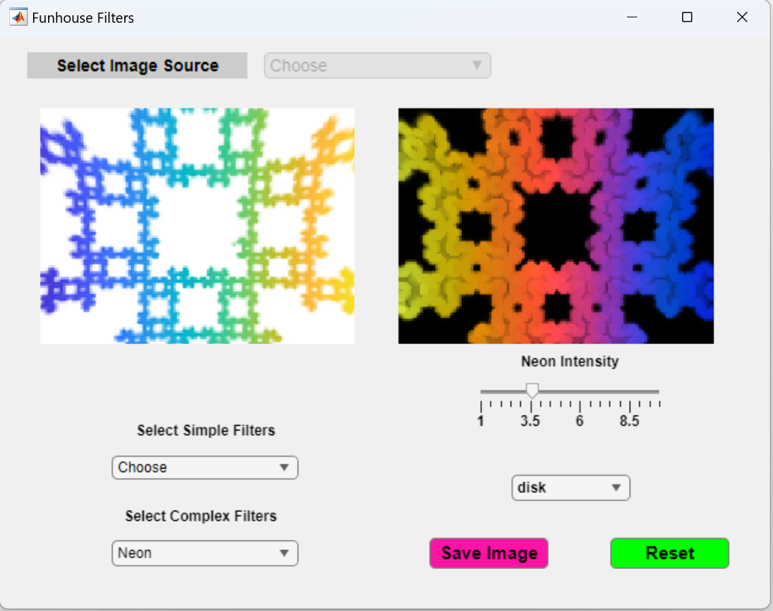 Funhouse Filters
Select Image Source
Choose
Neon Intensity
1 3.5 6 8.5
Select Simple Filters
Choose
disk
Select Complex Filters
Neon
Save Image
Reset